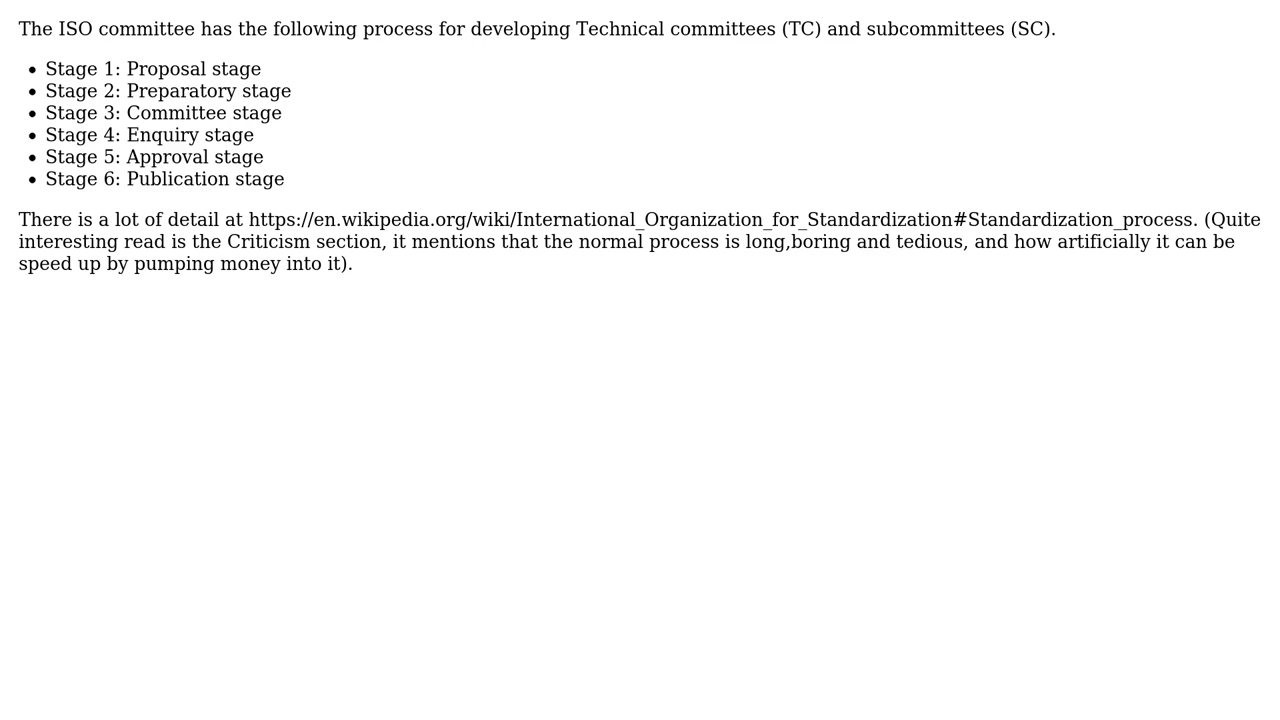 The ISO committee has the following process for developing Technical committees (TC) and subcommittees (SC).
• Stage 1: Proposal stage
• Stage 2: Preparatory stage
• Stage 3: Committee stage
• Stage 4: Enquiry stage
• Stage 5: Approval stage
• Stage 6: Publication stage
There is a lot of detail at https://en.wikipedia.org/wiki/International_Organization_for_Standardization#Standardization_process. (Quite
interesting read is the Criticism section, it mentions that the normal process is long,boring and tedious, and how artificially it can be
speed up by pumping money into it).